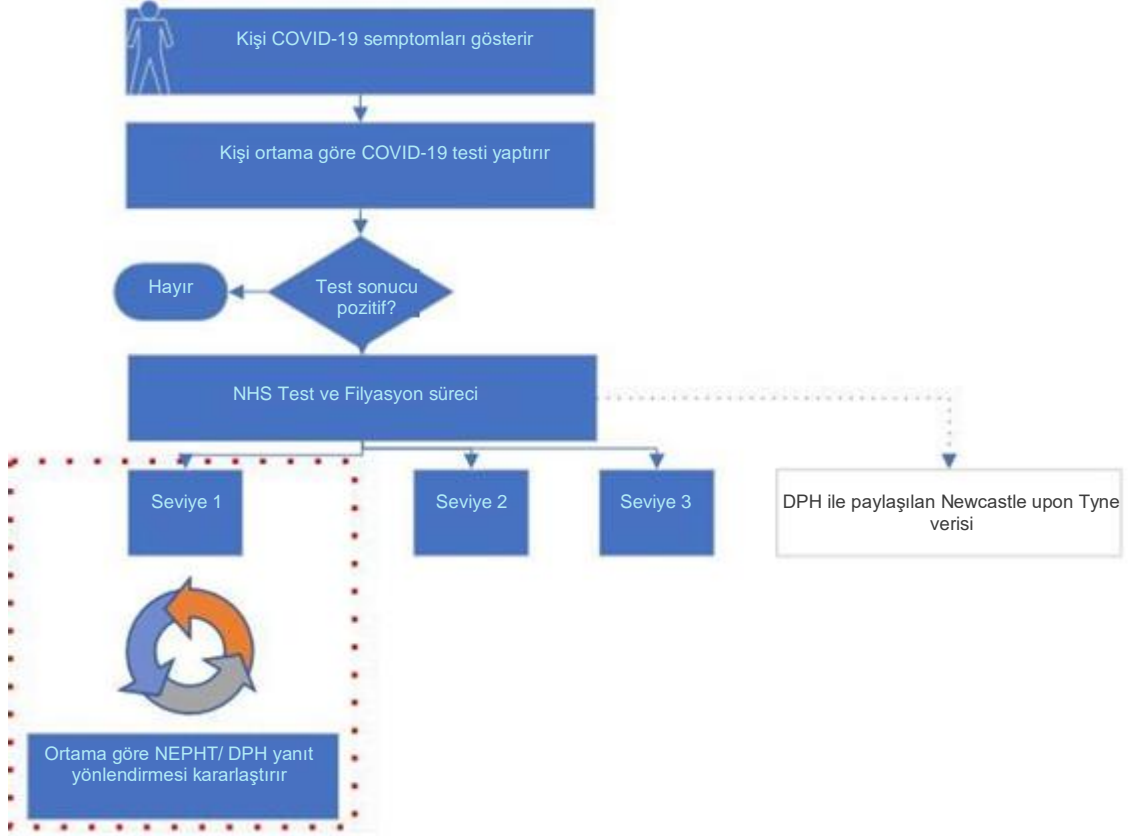 Kişi COVID-19 semptomları gösterir
Kişi ortama göre COVID-19 testi yaptırır
Hayır
Test sonucu
pozitif?
NHS Test ve Filyasyon süreci
Seviye 1
Seviye 2
Seviye 3
DPH ile paylaşılan Newcastle upon Tyne
verisi
Ortama göre NEPHT/ DPH yanıt
yönlendirmesi kararlaştırır